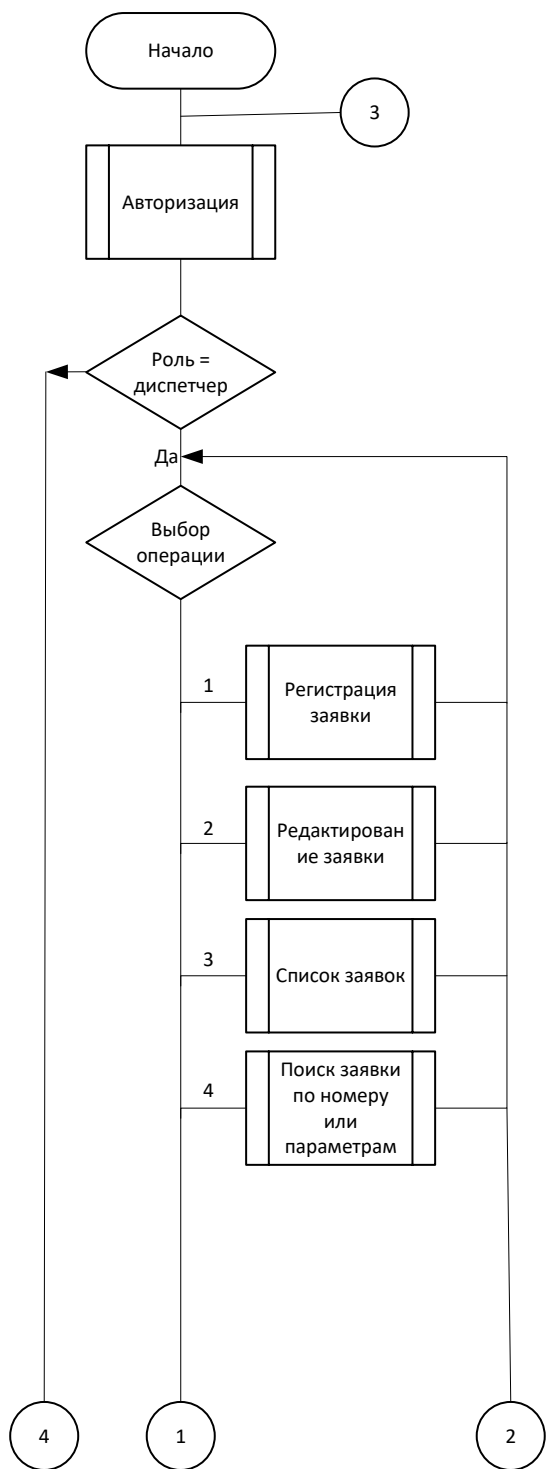 Начало
3
Авторизация
Роль =
диспетчер
Да
Выбор
операции
1
Регистрация
заявки
2
Редактирован
ие заявки
3
Список заявок
4
Поиск заявки
по номеру
или
параметрам
4
1
2